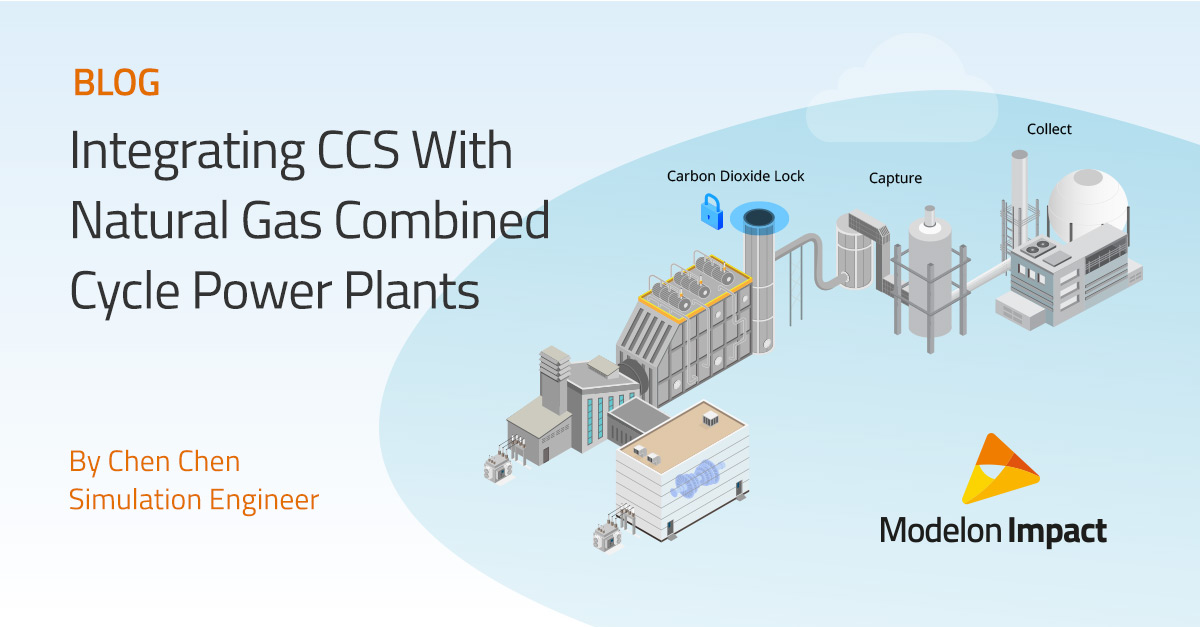 BLOG
Integrating CCS With
Natural Gas Combined
Cycle Power Plants
By Chen Chen
Simulation Engineer
Carbon Dioxide Lock
Capture
Collect
Modelon Impact